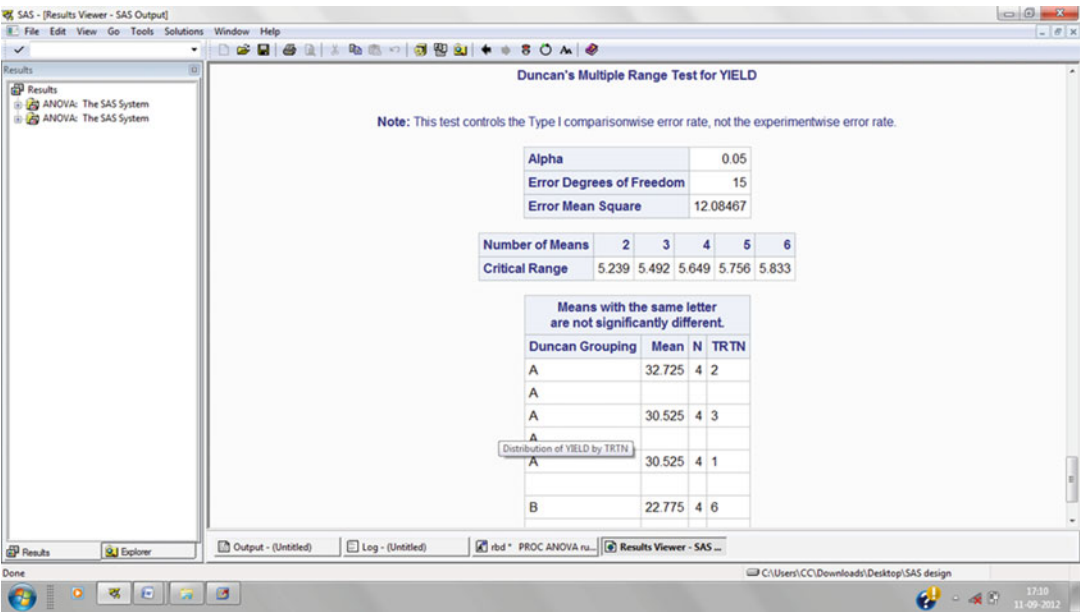 SAS - [Results Viewer - SAS Output]
File Edit View Go Tools Solutions Window Help
Results
Results
ANOVA: The SAS System
ANOVA: The SAS System
Duncan's Multiple Range Test for YIELD
Note: This test controls the Type I comparisonwise error rate, not the experimentwise error rate.
Alpha 0.05
Error Degrees of Freedom 15
Error Mean Square 12.08467
Number of Means 2 3 4 5 6
Critical Range 5.239 5.492 5.649 5.756 5.833
Means with the same letter
are not significantly different.
Duncan Grouping Mean N TRTN
A 32.725 4 2
A
A 30.525 4 3
A
Distribution of YIELD by TRTN
A 30.525 4 1
B 22.775 4 6
Results Explorer
Output - (Untitled) Log - (Untitled) rbd * PROC ANOVA ru... Results Viewer - SAS ...
Done C:\Users\CC\Downloads\Desktop\SAS design
17:10
11-09-2012